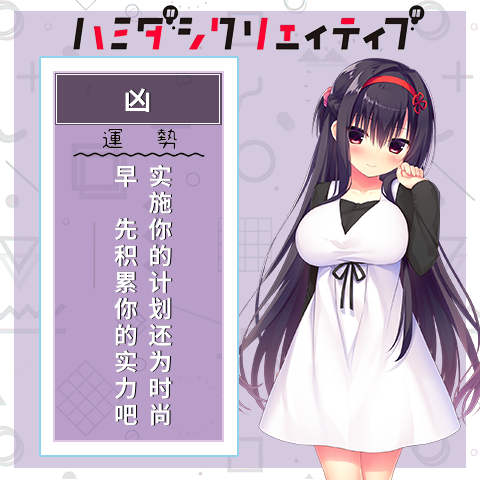 ハミダシクリエイティブ
凶
運勢
实施你的计划还为时尚
早 先积累你的实力吧